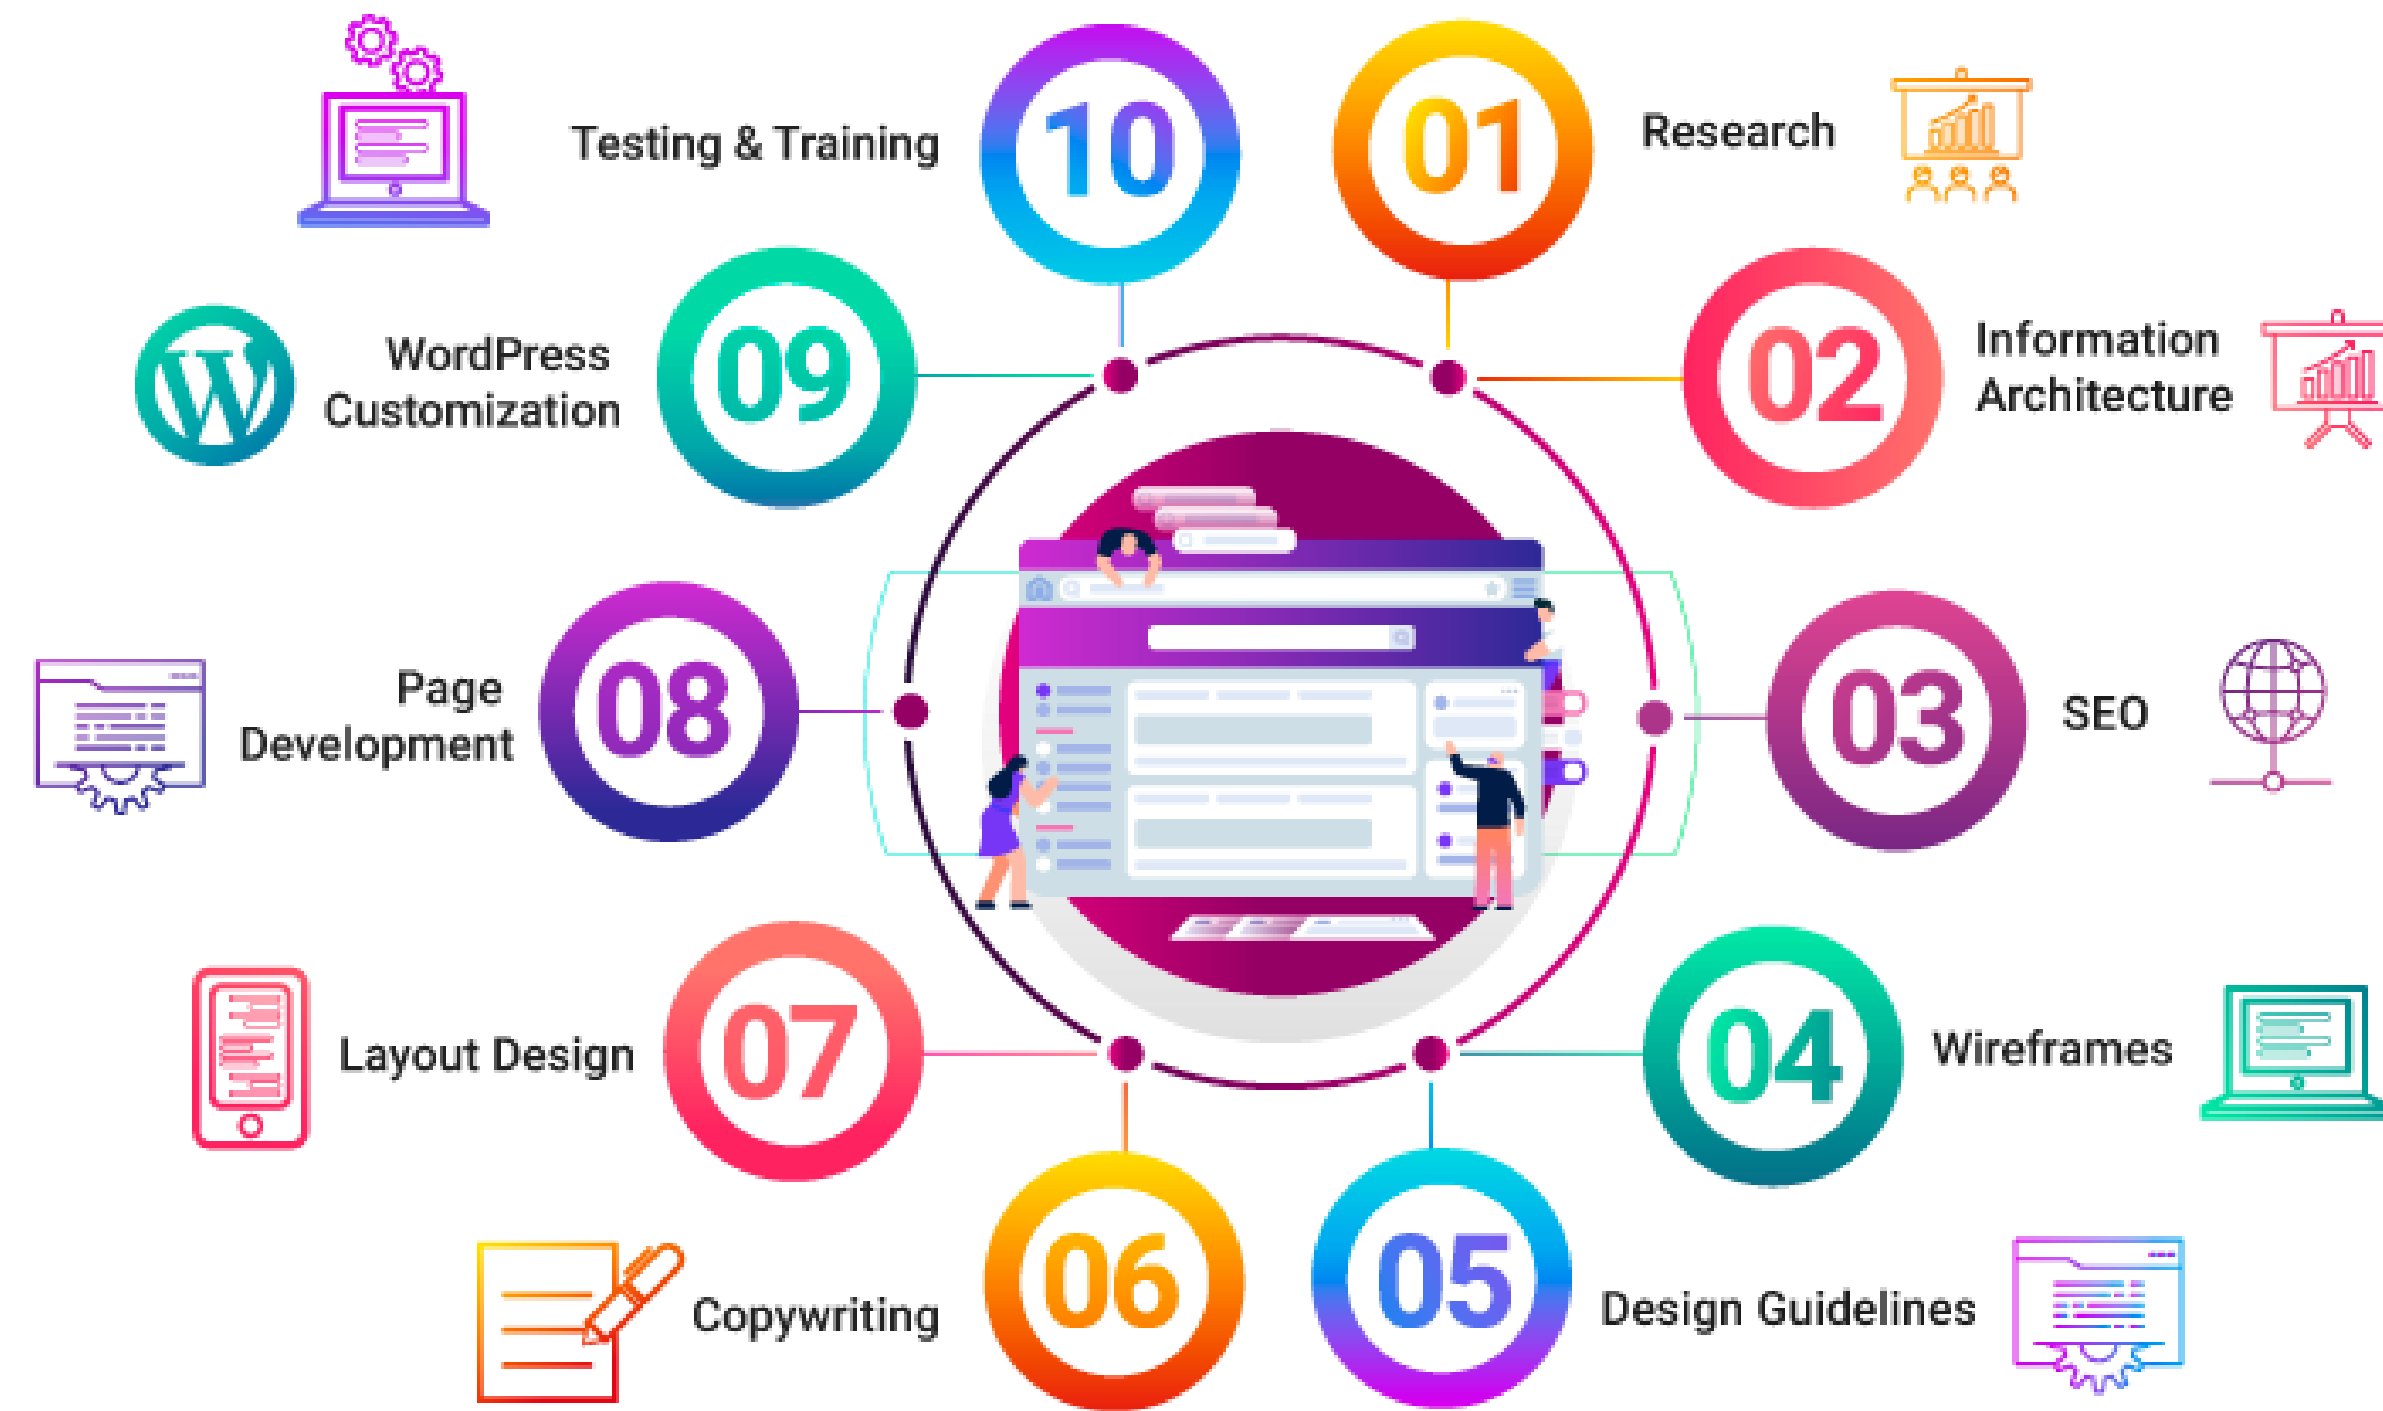 01
Research
02
Information
Architecture
03
SEO
04
Wireframes
05
Design Guidelines
06
Copywriting
07
Layout Design
08
Page
Development
09
WordPress
Customization
10
Testing & Training